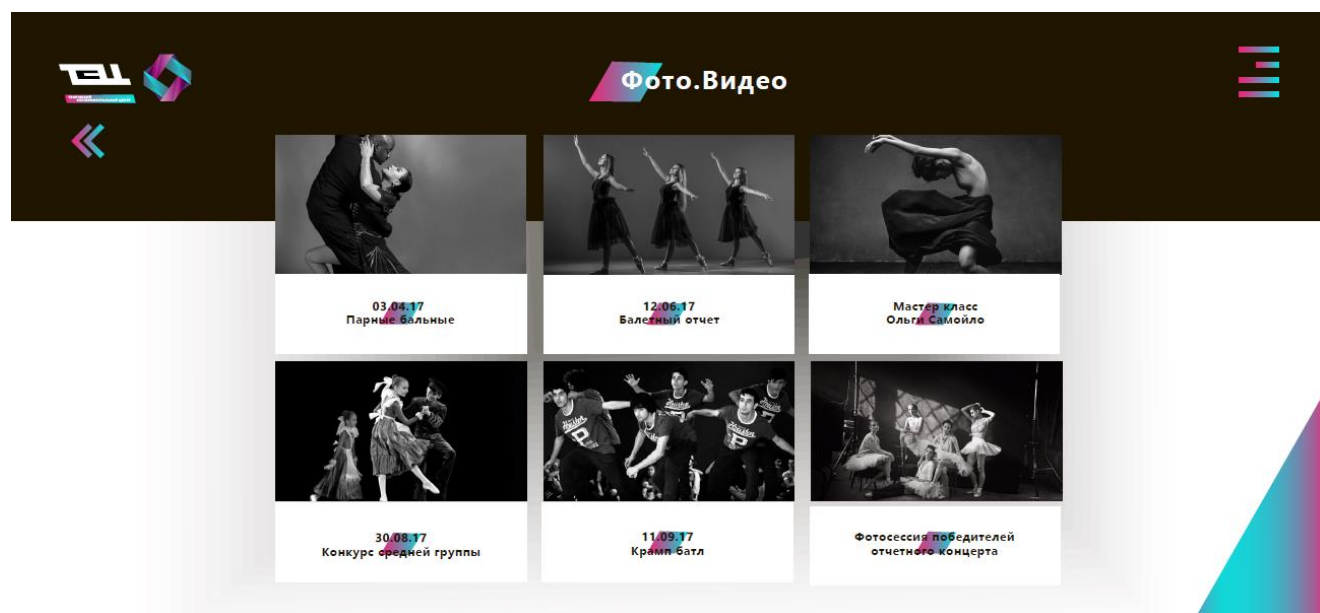 ТЕЦ
Фото.Видео
03.04.17
Парные бальные
12.06.17
Балетный отчет
Мастер класс
Ольги Самойло
30.08.17
Конкурс средней группы
11.09.17
Крамп батл
Фотосессия победителей
отчетного концерта